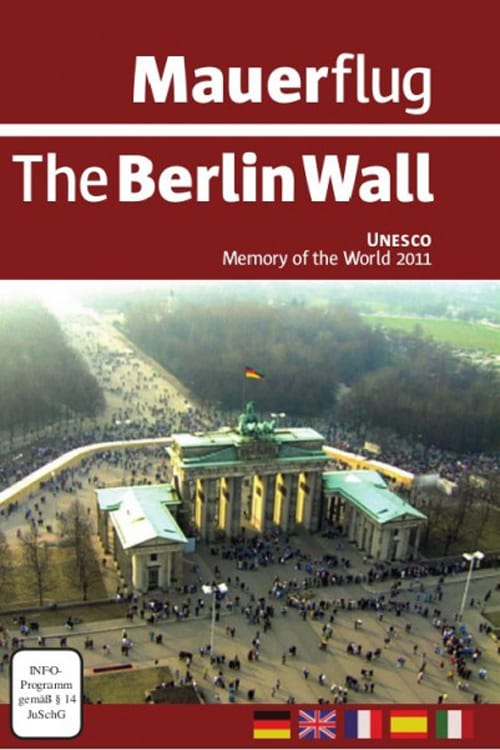 Mauerflug
The Berlin Wall
UNESCO
Memory of the World 2011
INFO-
Programm
gemäß § 14
JuSchG